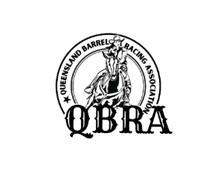 ★ QUEENSLAND BARREL RACING ASSOCIATION
QBRA